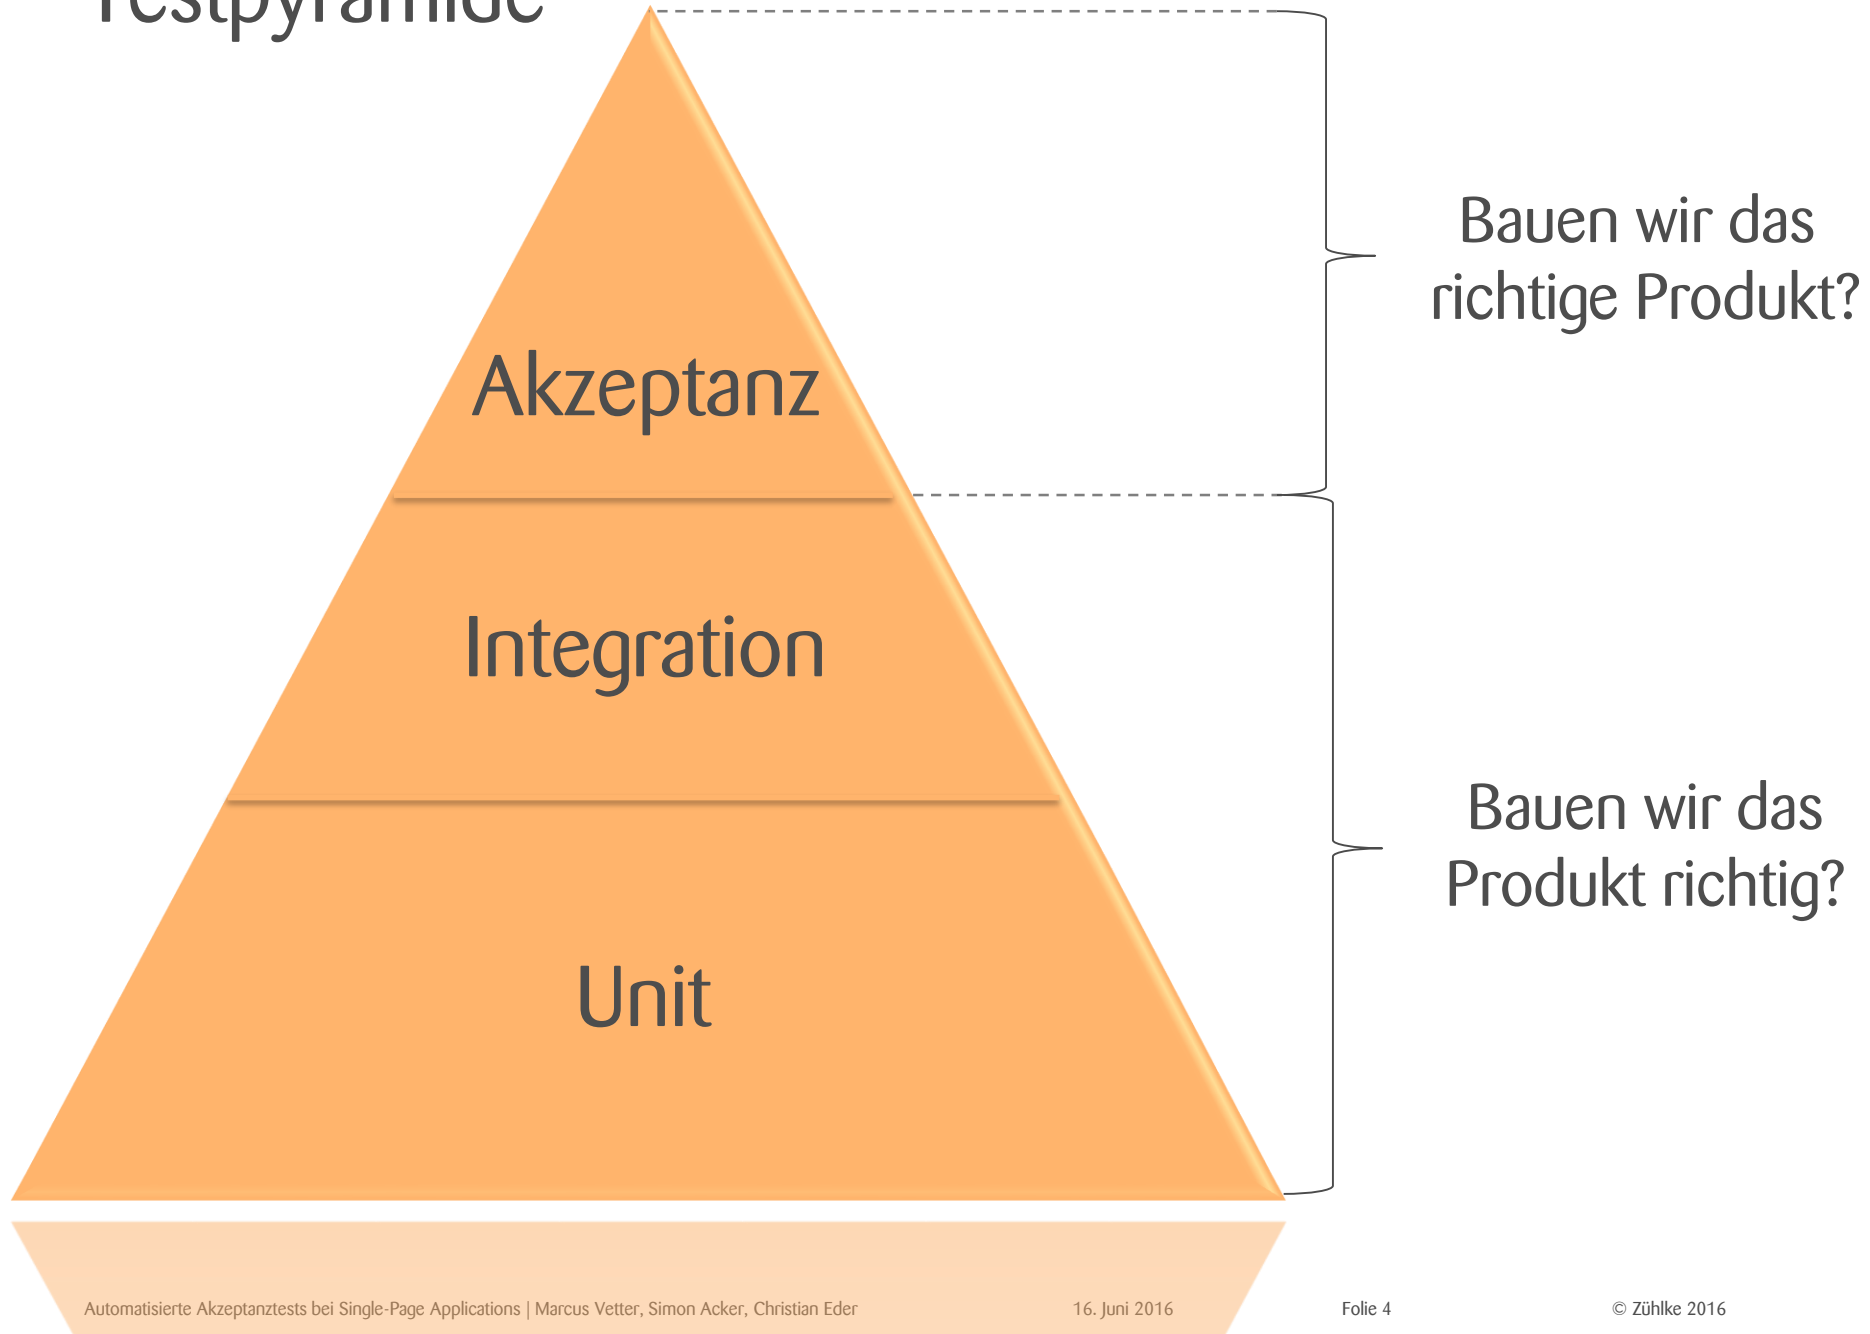 Testpyramide
Bauen wir das
richtige Produkt?
Akzeptanz
Integration
Bauen wir das
Produkt richtig?
Unit
Automatisierte Akzeptanztests bei Single-Page Applications | Marcus Vetter, Simon Acker, Christian Eder
16. Juni 2016
Folie 4
© Zühlke 2016